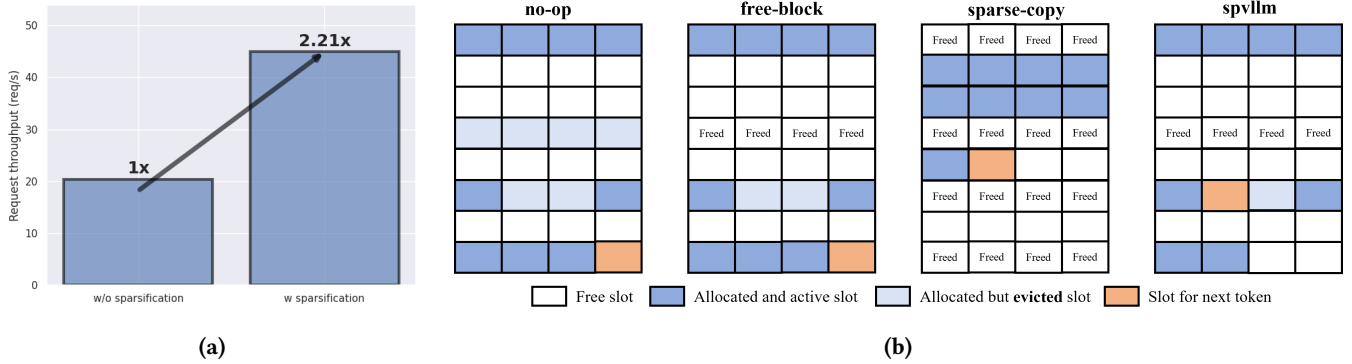 50
40
30
20
10
0
Request throughput (req/s)
1x
2.21x
w/o sparsification
w sparsification
(a)
no-op
free-block
sparse-copy
spvllm
Freed Freed Freed Freed
Freed Freed Freed Freed
Freed Freed Freed Freed
Freed Freed Freed Freed
Freed Freed Freed Freed
Freed Freed Freed Freed
Free slot
Allocated and active slot
Allocated but evicted slot
Slot for next token
(b)